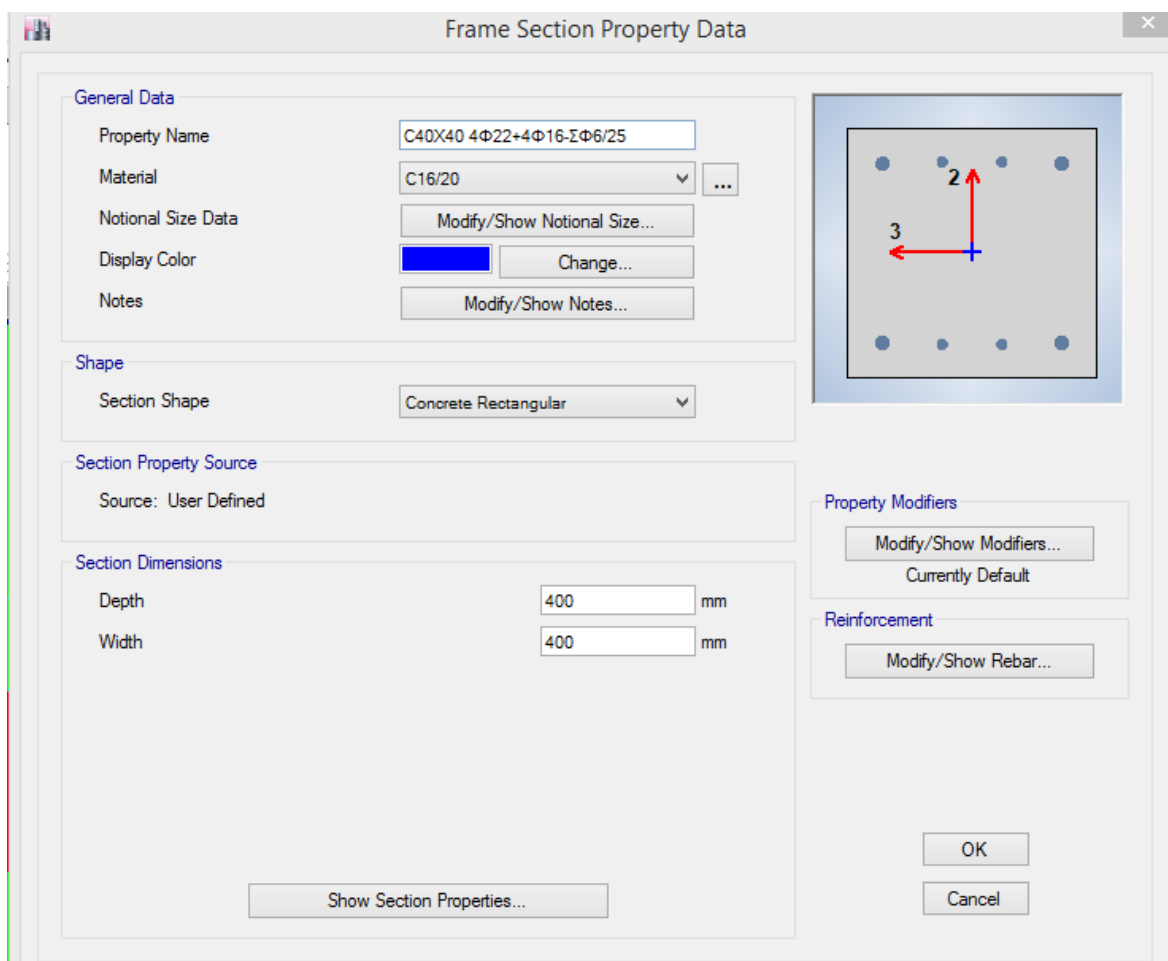 Frame Section Property Data
General Data
Property Name C40X40 4Φ22+4Φ16-ΣΦ6/25
Material C16/20 ...
Notional Size Data Modify/Show Notional Size...
Display Color Change...
Notes Modify/Show Notes...
Shape
Section Shape Concrete Rectangular
Section Property Source
Source: User Defined
Section Dimensions
Depth 400 mm
Width 400 mm
Show Section Properties...
2
3
Property Modifiers
Modify/Show Modifiers...
Currently Default
Reinforcement
Modify/Show Rebar...
OK
Cancel